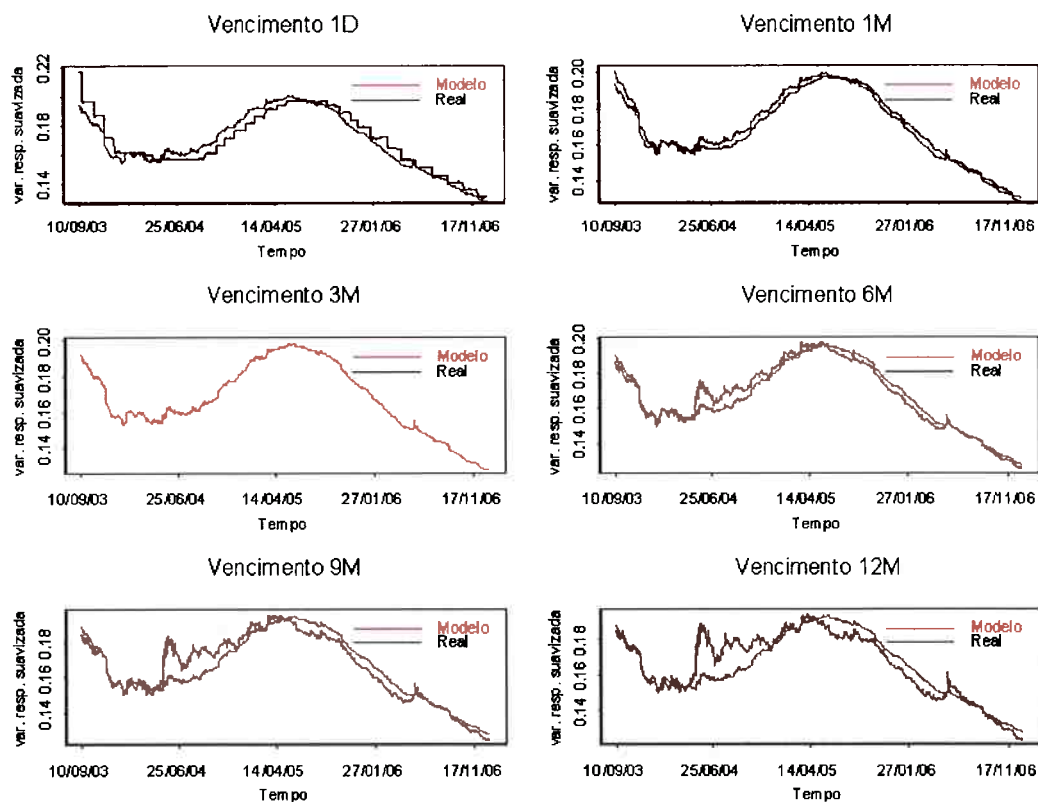 Vencimento 1D
var. resp. suavizada
0.14 0.18 0.22
Modelo
Real
10/09/03 25/06/04 14/04/05 27/01/06 17/11/06
Tempo
Vencimento 1M
var. resp. suavizada
0.14 0.16 0.18 0.20
Modelo
Real
10/09/03 25/06/04 14/04/05 27/01/06 17/11/06
Tempo
Vencimento 3M
var. resp. suavizada
0.14 0.16 0.18 0.20
Modelo
Real
10/09/03 25/06/04 14/04/05 27/01/06 17/11/06
Tempo
Vencimento 6M
var. resp. suavizada
0.14 0.16 0.18 0.20
Modelo
Real
10/09/03 25/06/04 14/04/05 27/01/06 17/11/06
Tempo
Vencimento 9M
var. resp. suavizada
0.14 0.16 0.18
Modelo
Real
10/09/03 25/06/04 14/04/05 27/01/06 17/11/06
Tempo
Vencimento 12M
var. resp. suavizada
0.14 0.16 0.18
Modelo
Real
10/09/03 25/06/04 14/04/05 27/01/06 17/11/06
Tempo